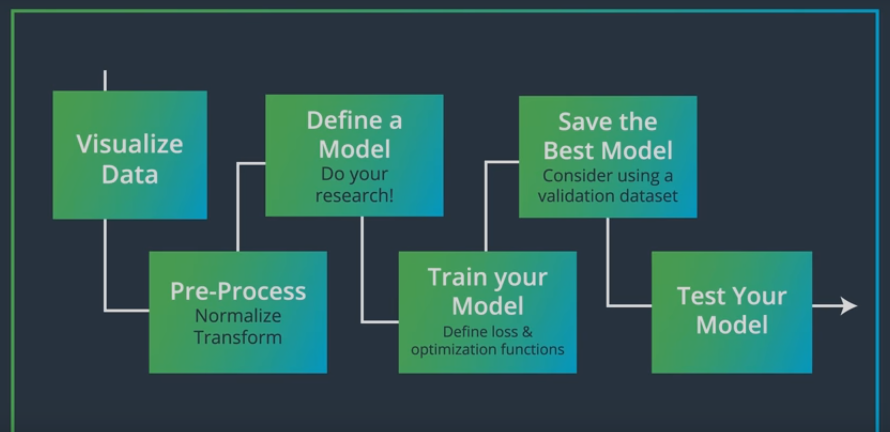 Visualize
Data
Pre-Process
Normalize
Transform
Define a
Model
Do your
research!
Train your
Model
Define loss &
optimization functions
Save the
Best Model
Consider using a
validation dataset
Test Your
Model